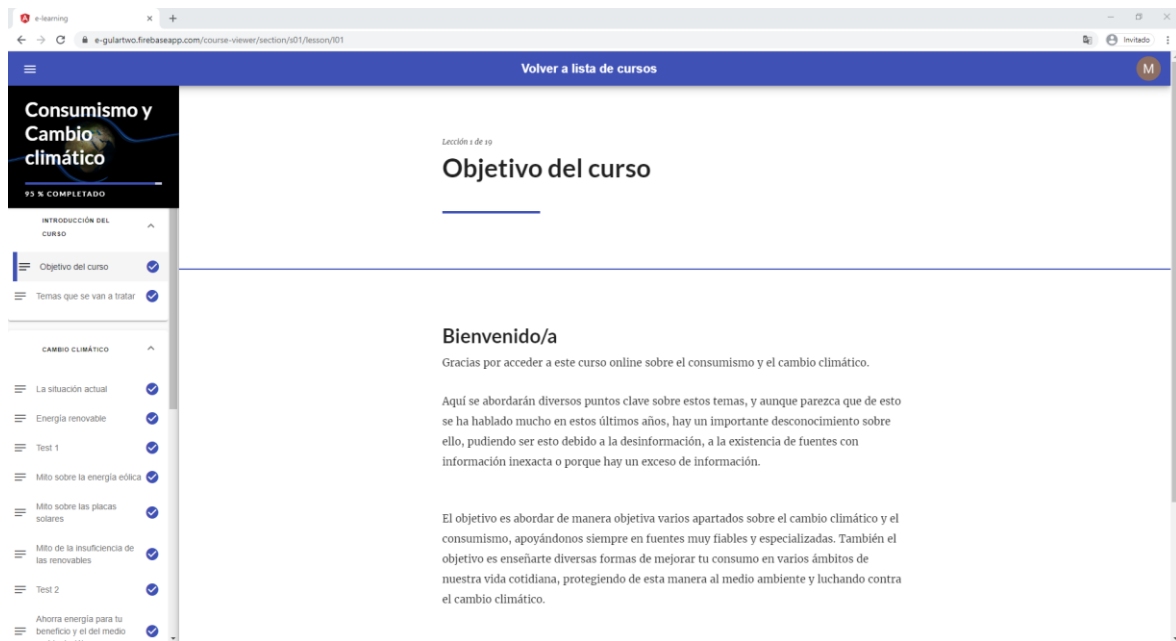 e-learning
e-gulartwo.firebaseapp.com/course-viewer/section/s01/lesson/l01
Invitado
Volver a lista de cursos
M
Consumismo y
Cambio
climático
95 % COMPLETADO
INTRODUCCIÓN DEL
CURSO
Objetivo del curso
Temas que se van a tratar
CAMBIO CLIMÁTICO
La situación actual
Energía renovable
Test 1
Mito sobre la energía eólica
Mito sobre las placas
solares
Mito de la insuficiencia de
las renovables
Test 2
Ahorra energía para tu
beneficio y el del medio
Lección 1 de 19
Objetivo del curso
Bienvenido/a
Gracias por acceder a este curso online sobre el consumismo y el cambio climático.
Aquí se abordarán diversos puntos clave sobre estos temas, y aunque parezca que de esto
se ha hablado mucho en estos últimos años, hay un importante desconocimiento sobre
ello, pudiendo ser esto debido a la desinformación, a la existencia de fuentes con
información inexacta o porque hay un exceso de información.
El objetivo es abordar de manera objetiva varios apartados sobre el cambio climático y el
consumismo, apoyándonos siempre en fuentes muy fiables y especializadas. También el
objetivo es enseñarte diversas formas de mejorar tu consumo en varios ámbitos de
nuestra vida cotidiana, protegiendo de esta manera al medio ambiente y luchando contra
el cambio climático.